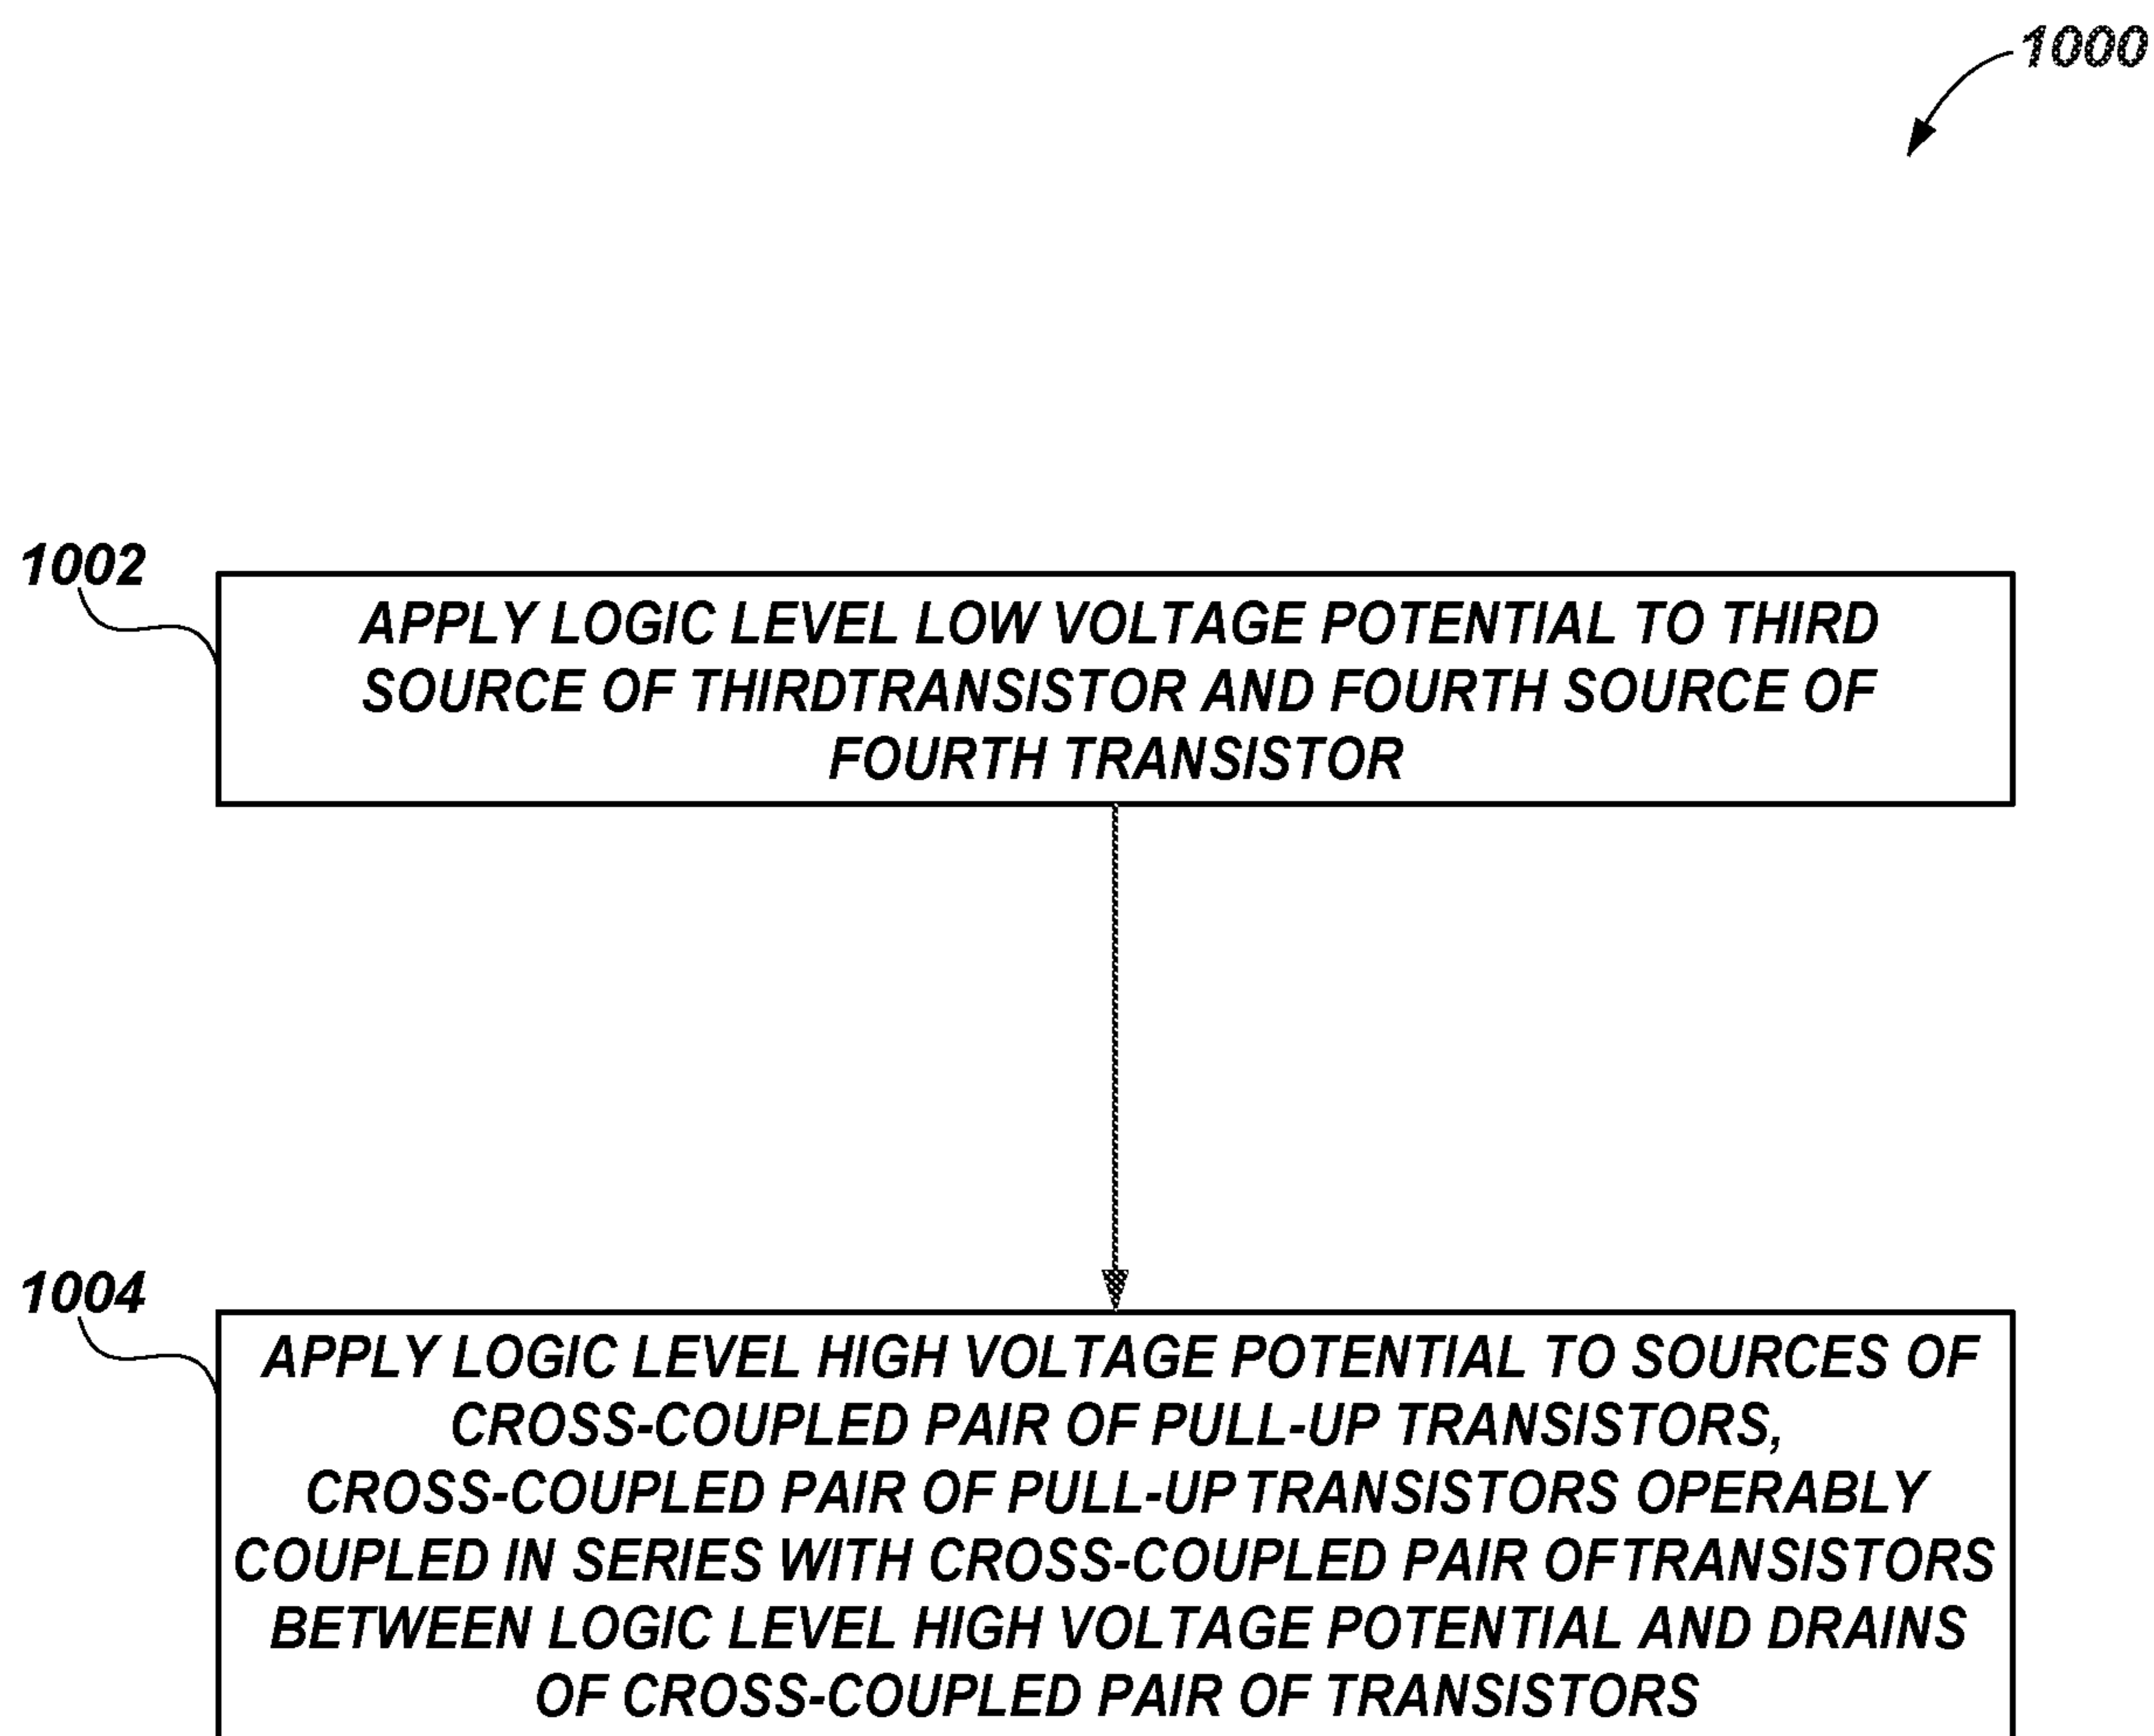 1000
1002
APPLY LOGIC LEVEL LOW VOLTAGE POTENTIAL TO THIRD
SOURCE OF THIRDTRANSISTOR AND FOURTH SOURCE OF
FOURTH TRANSISTOR
1004
APPLY LOGIC LEVEL HIGH VOLTAGE POTENTIAL TO SOURCES OF
CROSS-COUPLED PAIR OF PULL-UP TRANSISTORS,
CROSS-COUPLED PAIR OF PULL-UP TRANSISTORS OPERABLY
COUPLED IN SERIES WITH CROSS-COUPLED PAIR OFTRANSISTORS
BETWEEN LOGIC LEVEL HIGH VOLTAGE POTENTIAL AND DRAINS
OF CROSS-COUPLED PAIR OF TRANSISTORS